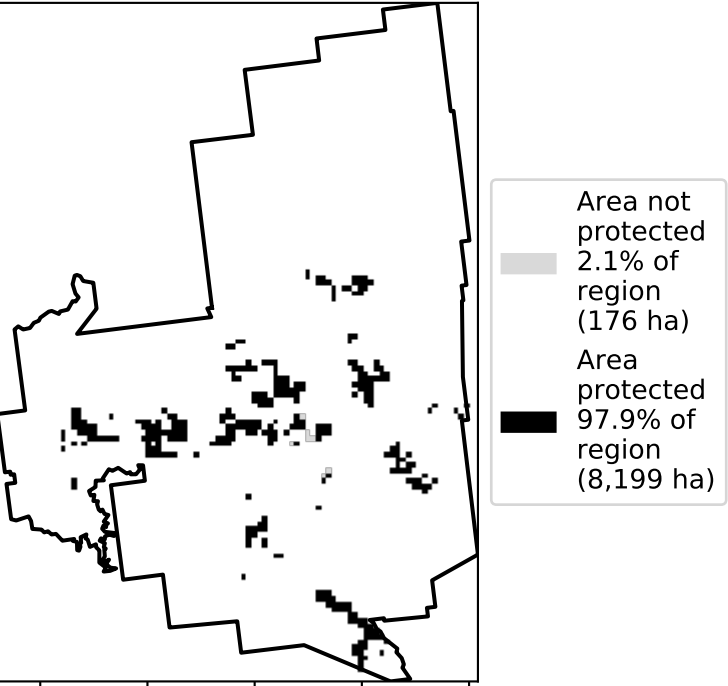 Area not
protected
2.1% of
region
(176 ha)
Area
protected
97.9% of
region
(8,199 ha)